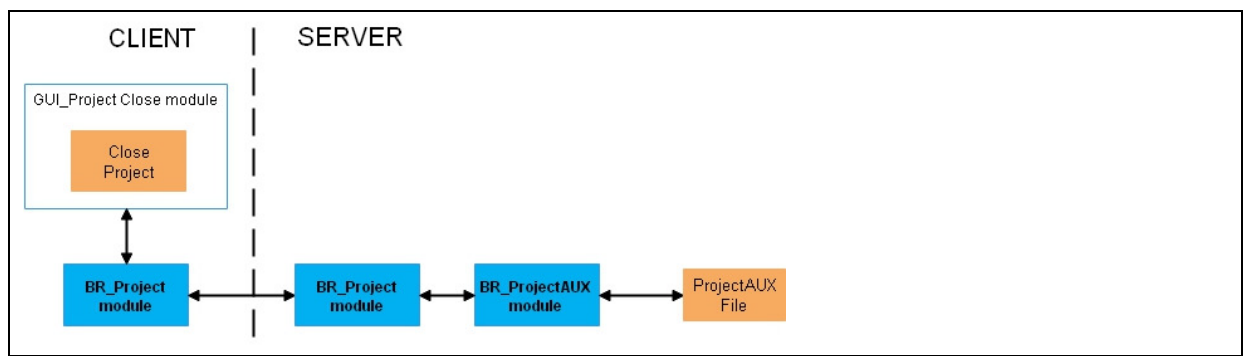 CLIENT
SERVER
GUI_Project Close module
Close
Project
BR_Project
module
BR_Project
module
BR_ProjectAUX
module
ProjectAUX
File